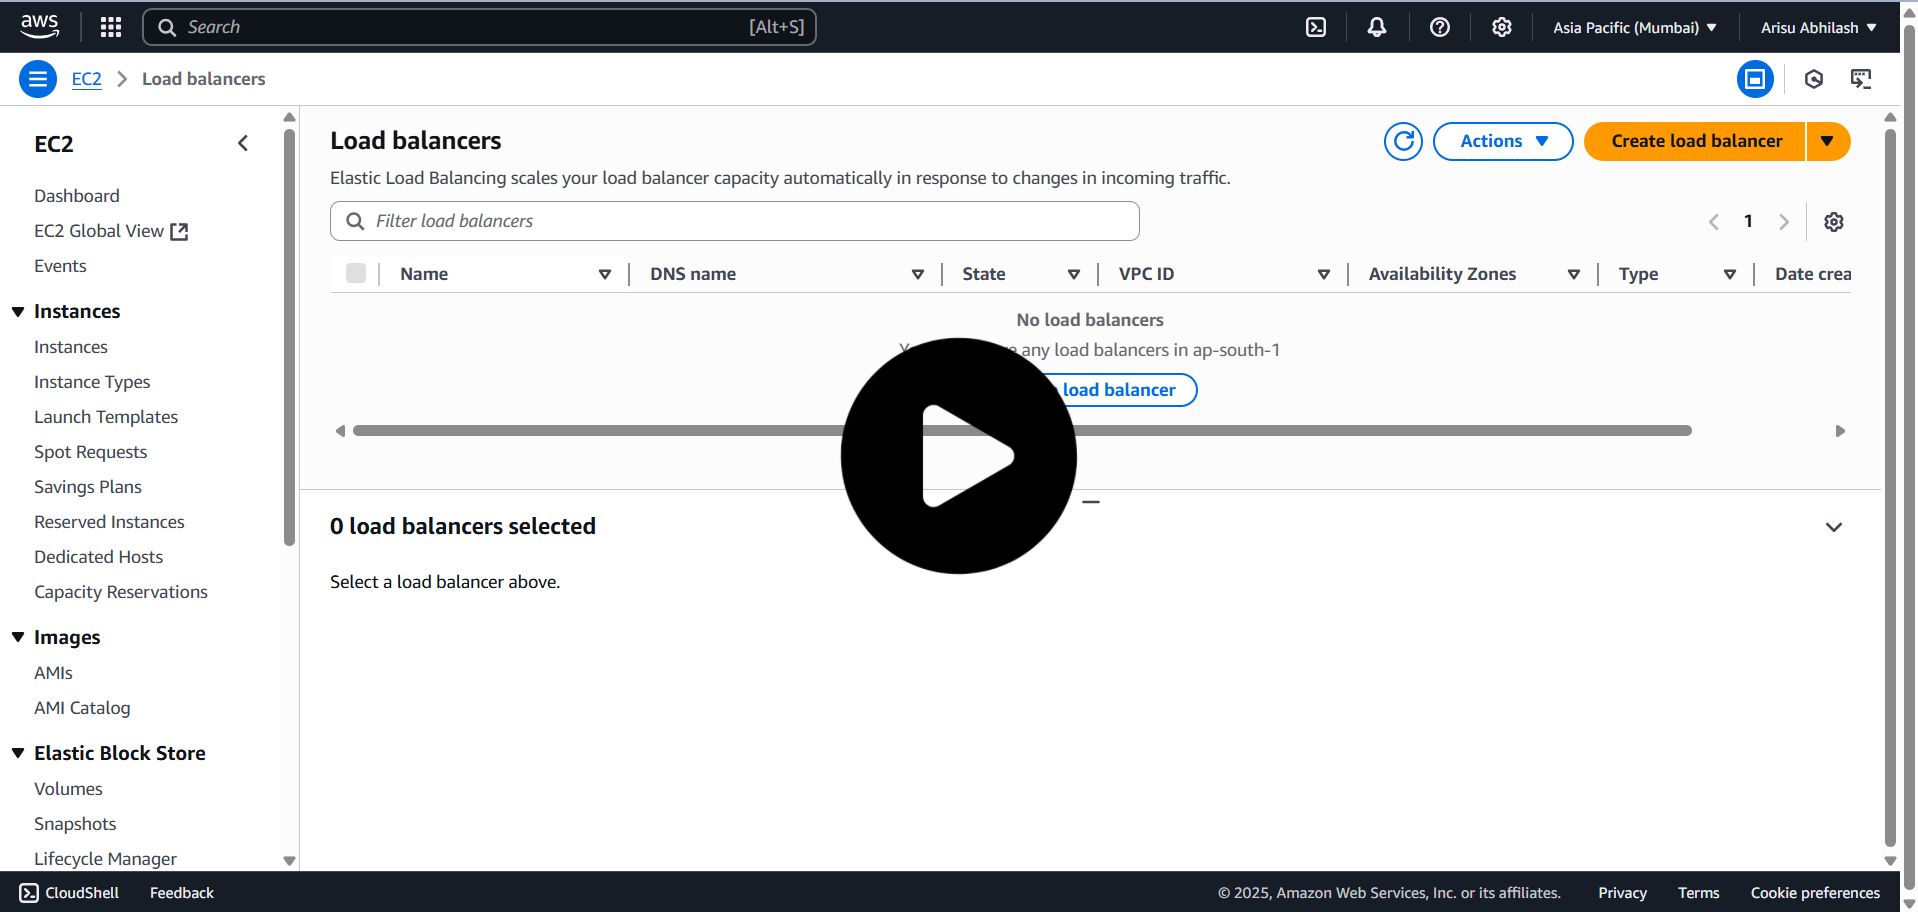 aws
Search [Alt+S] Asia Pacific (Mumbai) Arisu Abhilash
EC2 Load balancers
EC2
Dashboard
EC2 Global View
Events
Instances
Instances
Instance Types
Launch Templates
Spot Requests
Savings Plans
Reserved Instances
Dedicated Hosts
Capacity Reservations
Images
AMIs
AMI Catalog
Elastic Block Store
Volumes
Snapshots
Lifecycle Manager
Load balancers
Actions Create load balancer
Elastic Load Balancing scales your load balancer capacity automatically in response to changes in incoming traffic.
Filter load balancers
1
Name DNS name State VPC ID Availability Zones Type Date crea
No load balancers
any load balancers in ap-south-1
load balancer
0 load balancers selected
Select a load balancer above.
CloudShell Feedback © 2025, Amazon Web Services, Inc. or its affiliates. Privacy Terms Cookie preferences